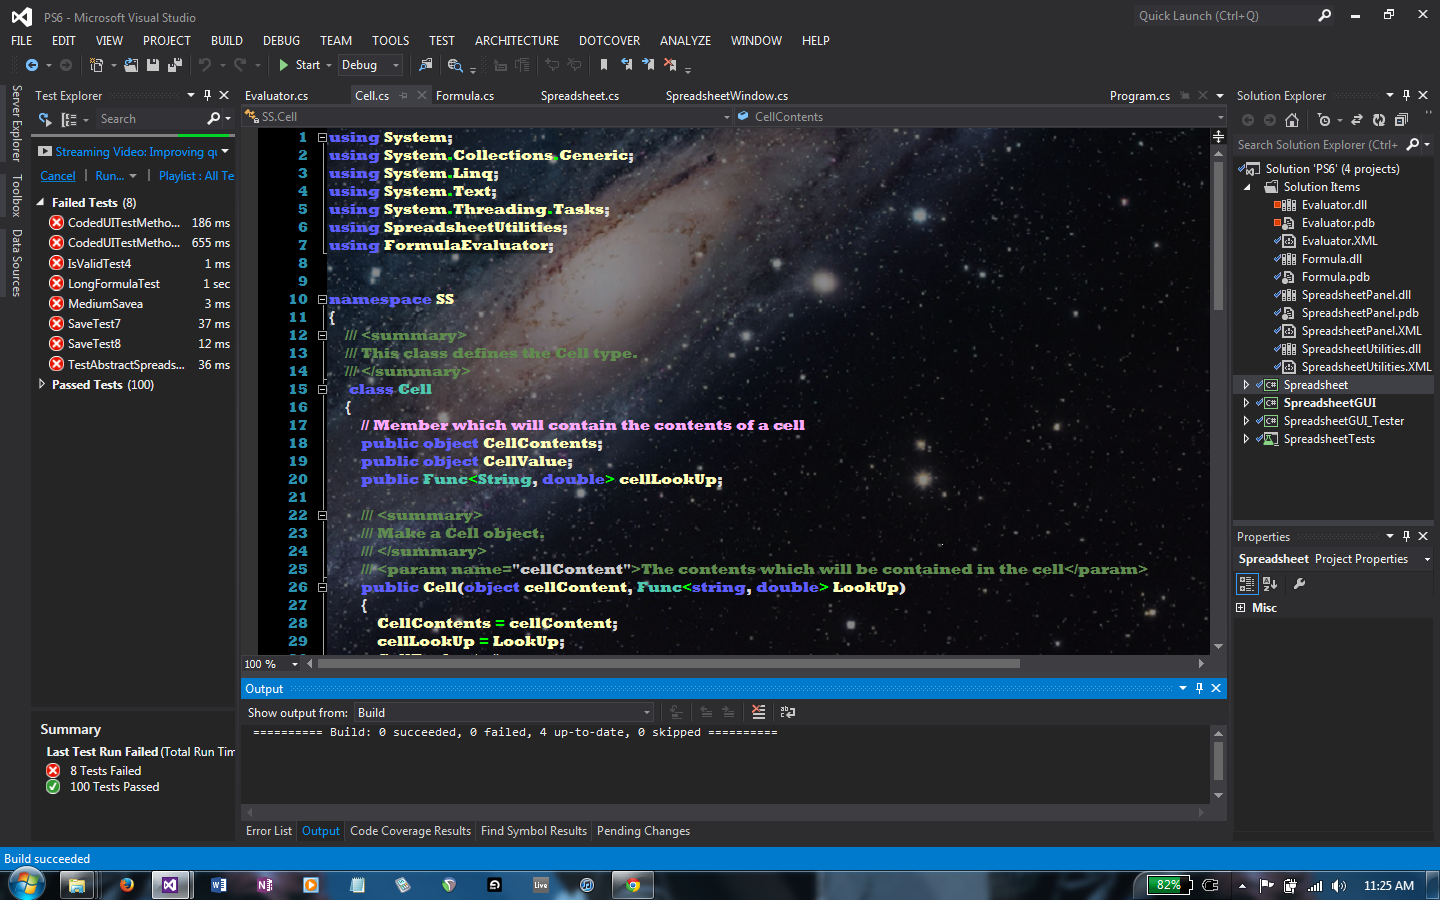 PS6 - Microsoft Visual Studio
Quick Launch (Ctrl+Q)
FILE EDIT VIEW PROJECT BUILD DEBUG TEAM TOOLS TEST ARCHITECTURE DOTCOVER ANALYZE WINDOW HELP
Start Debug
Server Explorer
Toolbox
Data Sources
Test Explorer
Search
Streaming Video: Improving qu
Cancel Run... Playlist : All Te
Failed Tests (8)
CodedUITestMetho... 186 ms
CodedUITestMetho... 655 ms
IsValidTest4 1 ms
LongFormulaTest 1 sec
MediumSavea 3 ms
SaveTest7 37 ms
SaveTest8 12 ms
TestAbstractSpreads... 36 ms
Passed Tests (100)
Summary
Last Test Run Failed (Total Run Tim
8 Tests Failed
100 Tests Passed
Evaluator.cs Cell.cs Formula.cs Spreadsheet.cs SpreadsheetWindow.cs Program.cs
SS.Cell CellContents
1 using System;
2 using System.Collections.Generic;
3 using System.Linq;
4 using System.Text;
5 using System.Threading.Tasks;
6 using SpreadsheetUtilities;
7 using FormulaEvaluator;
8
9
10 namespace SS
11 {
12 /// <summary>
13 /// This class defines the Cell type.
14 /// </summary>
15 class Cell
16 {
17 // Member which will contain the contents of a cell
18 public object CellContents;
19 public object CellValue;
20 public Func<String, double> cellLookUp;
21
22 /// <summary>
23 /// Make a Cell object.
24 /// </summary>
25 /// <param name="cellContent">The contents which will be contained in the cell</param>
26 public Cell(object cellContent, Func<string, double> LookUp)
27 {
28 CellContents = cellContent;
29 cellLookUp = LookUp;
100 %
Output
Show output from: Build
========== Build: 0 succeeded, 0 failed, 4 up-to-date, 0 skipped ==========
Error List Output Code Coverage Results Find Symbol Results Pending Changes
Solution Explorer
Search Solution Explorer (Ctrl+
Solution 'PS6' (4 projects)
Solution Items
Evaluator.dll
Evaluator.pdb
Evaluator.XML
Formula.dll
Formula.pdb
SpreadsheetPanel.dll
SpreadsheetPanel.pdb
SpreadsheetPanel.XML
SpreadsheetUtilities.dll
SpreadsheetUtilities.XML
Spreadsheet
SpreadsheetGUI
SpreadsheetGUI_Tester
SpreadsheetTests
Properties
Spreadsheet Project Properties
Misc
Build succeeded
Live
82%
11:25 AM